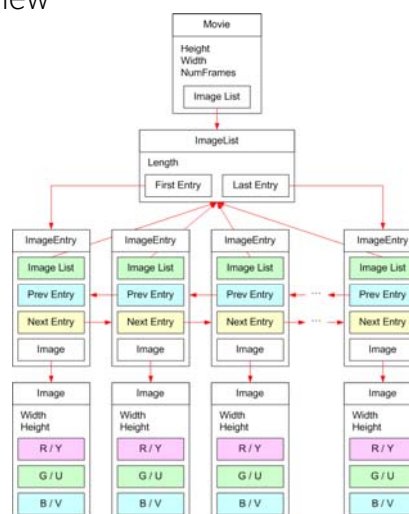 Movie
Height
Width
NumFrames
Image List
ImageList
Length
First Entry Last Entry
ImageEntry ImageEntry ImageEntry ImageEntry
Image List Image List Image List Image List
Prev Entry Prev Entry Prev Entry ... Prev Entry
Next Entry Next Entry Next Entry ... Next Entry
Image Image Image Image
Image Image Image Image
Width Width Width Width
Height Height Height Height
R / Y R / Y R / Y R / Y
G / U G / U G / U G / U
B / V B / V B / V B / V